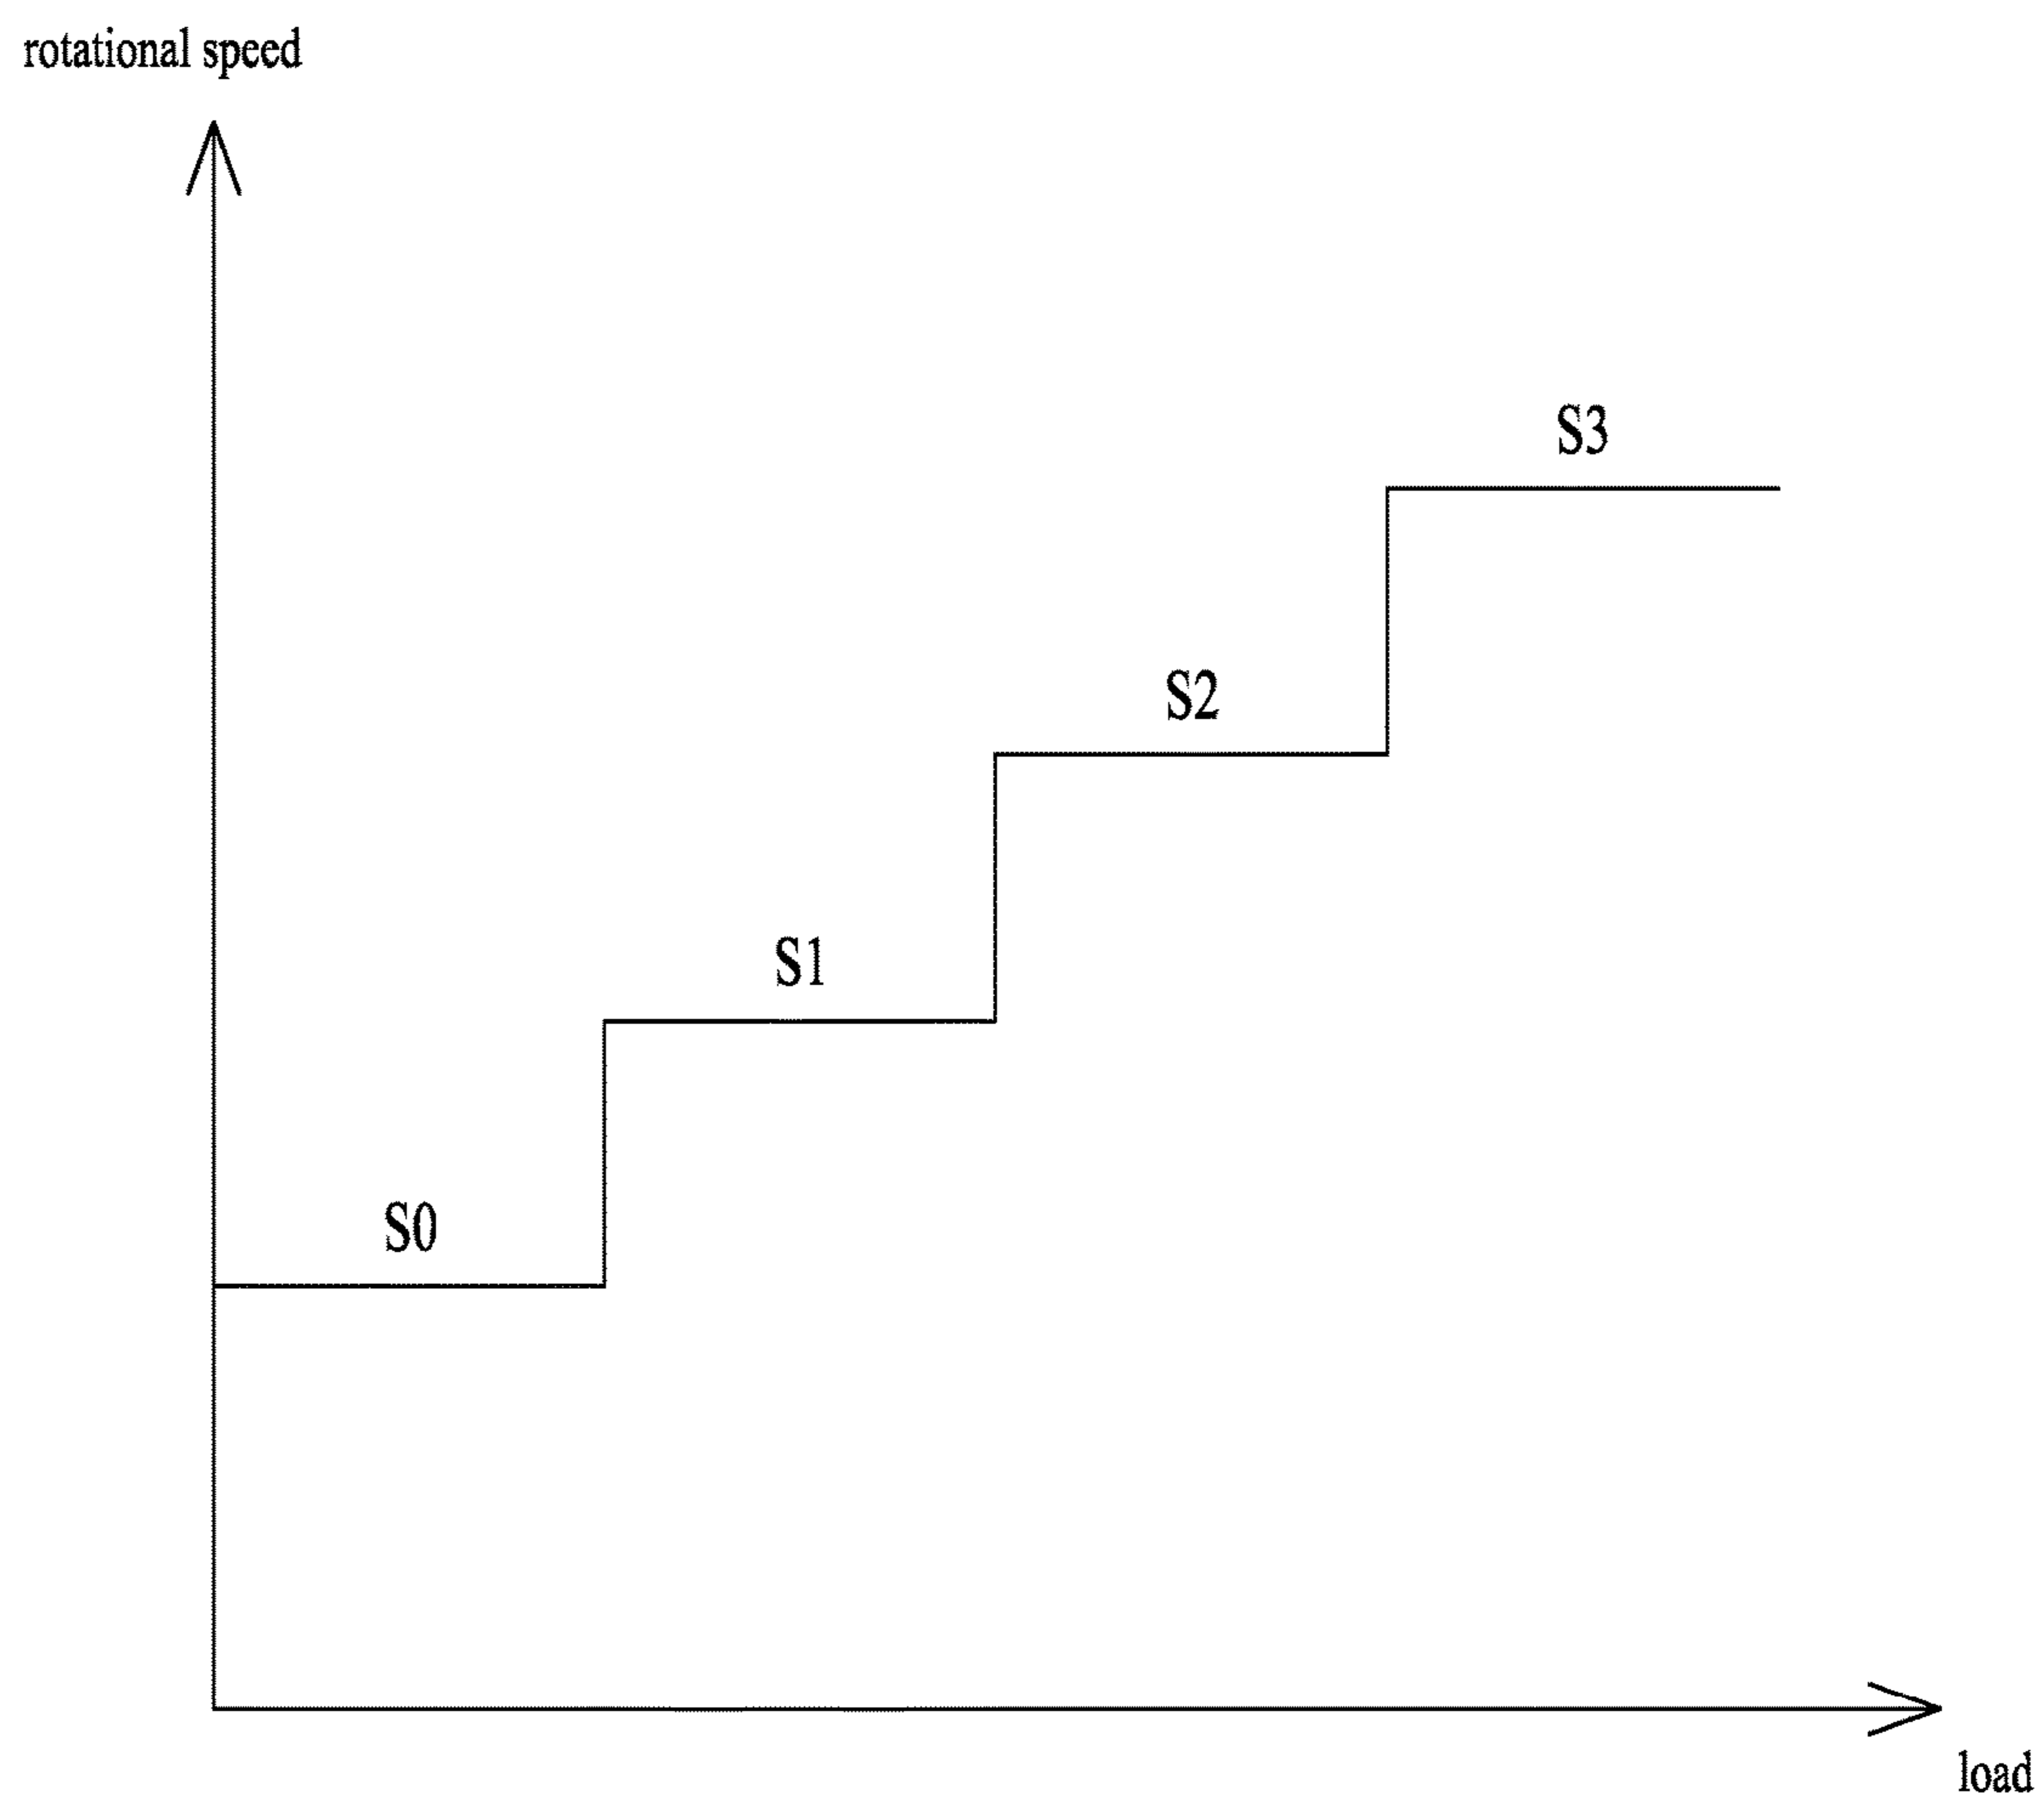 rotational speed
S3
S2
S1
S0
load